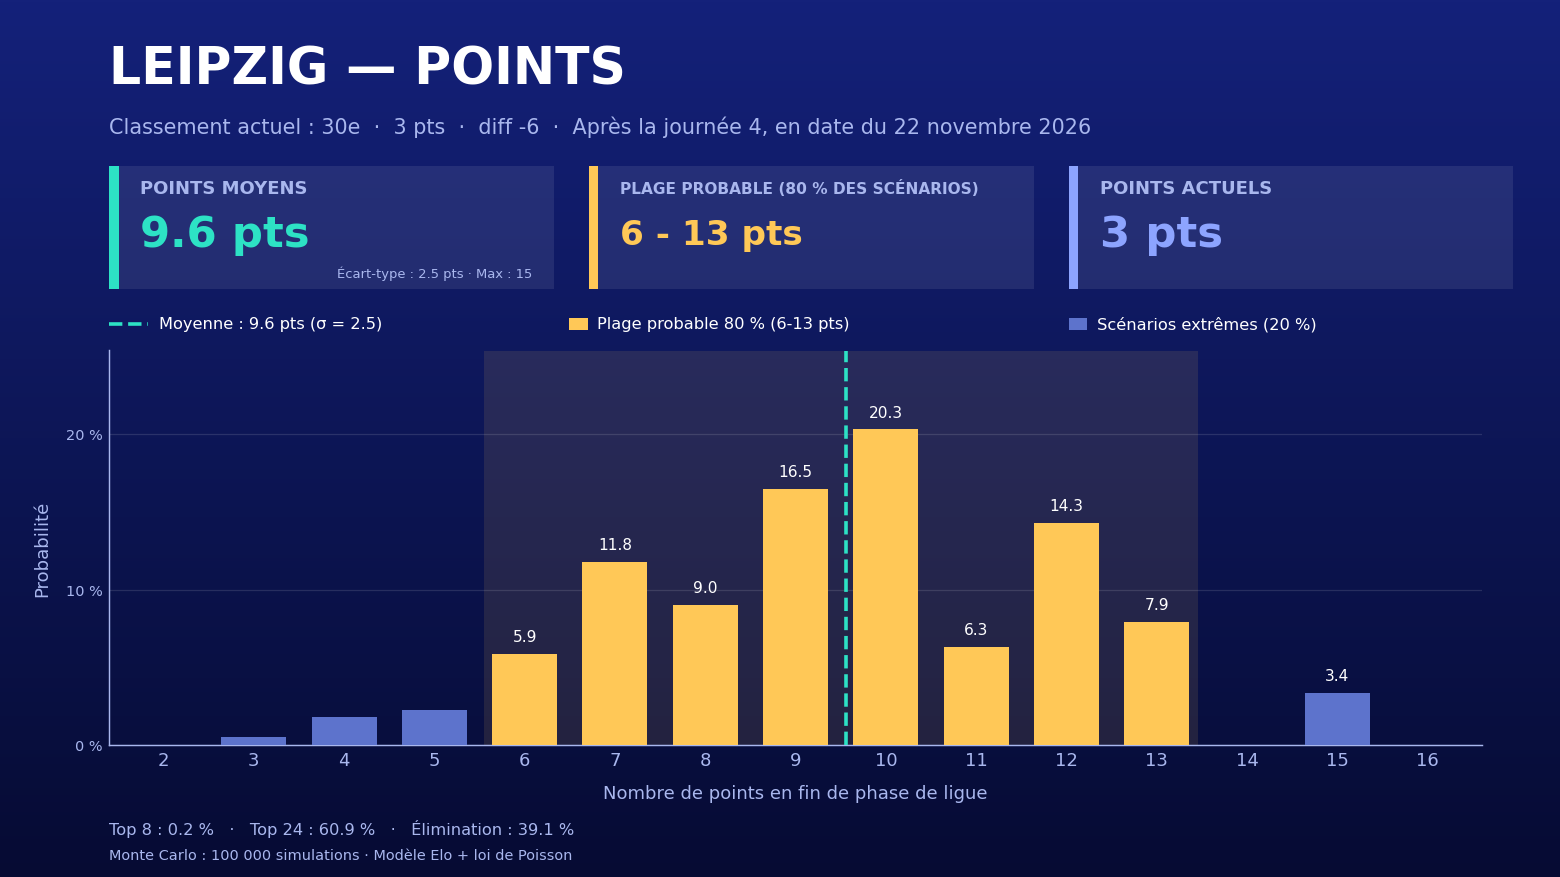 LEIPZIG — POINTS
Classement actuel : 30e · 3 pts · diff -6 · Après la journée 4, en date du 22 novembre 2026
POINTS MOYENS
9.6 pts
Écart-type : 2.5 pts · Max : 15
PLAGE PROBABLE (80 % DES SCÉNARIOS)
6 - 13 pts
POINTS ACTUELS
3 pts
Moyenne : 9.6 pts (σ = 2.5)
Plage probable 80 % (6-13 pts)
Scénarios extrêmes (20 %)
Probabilité
20 %
10 %
0 %
5.9
11.8
9.0
16.5
20.3
6.3
14.3
7.9
3.4
2 3 4 5 6 7 8 9 10 11 12 13 14 15 16
Nombre de points en fin de phase de ligue
Top 8 : 0.2 % · Top 24 : 60.9 % · Élimination : 39.1 %
Monte Carlo : 100 000 simulations · Modèle Elo + loi de Poisson